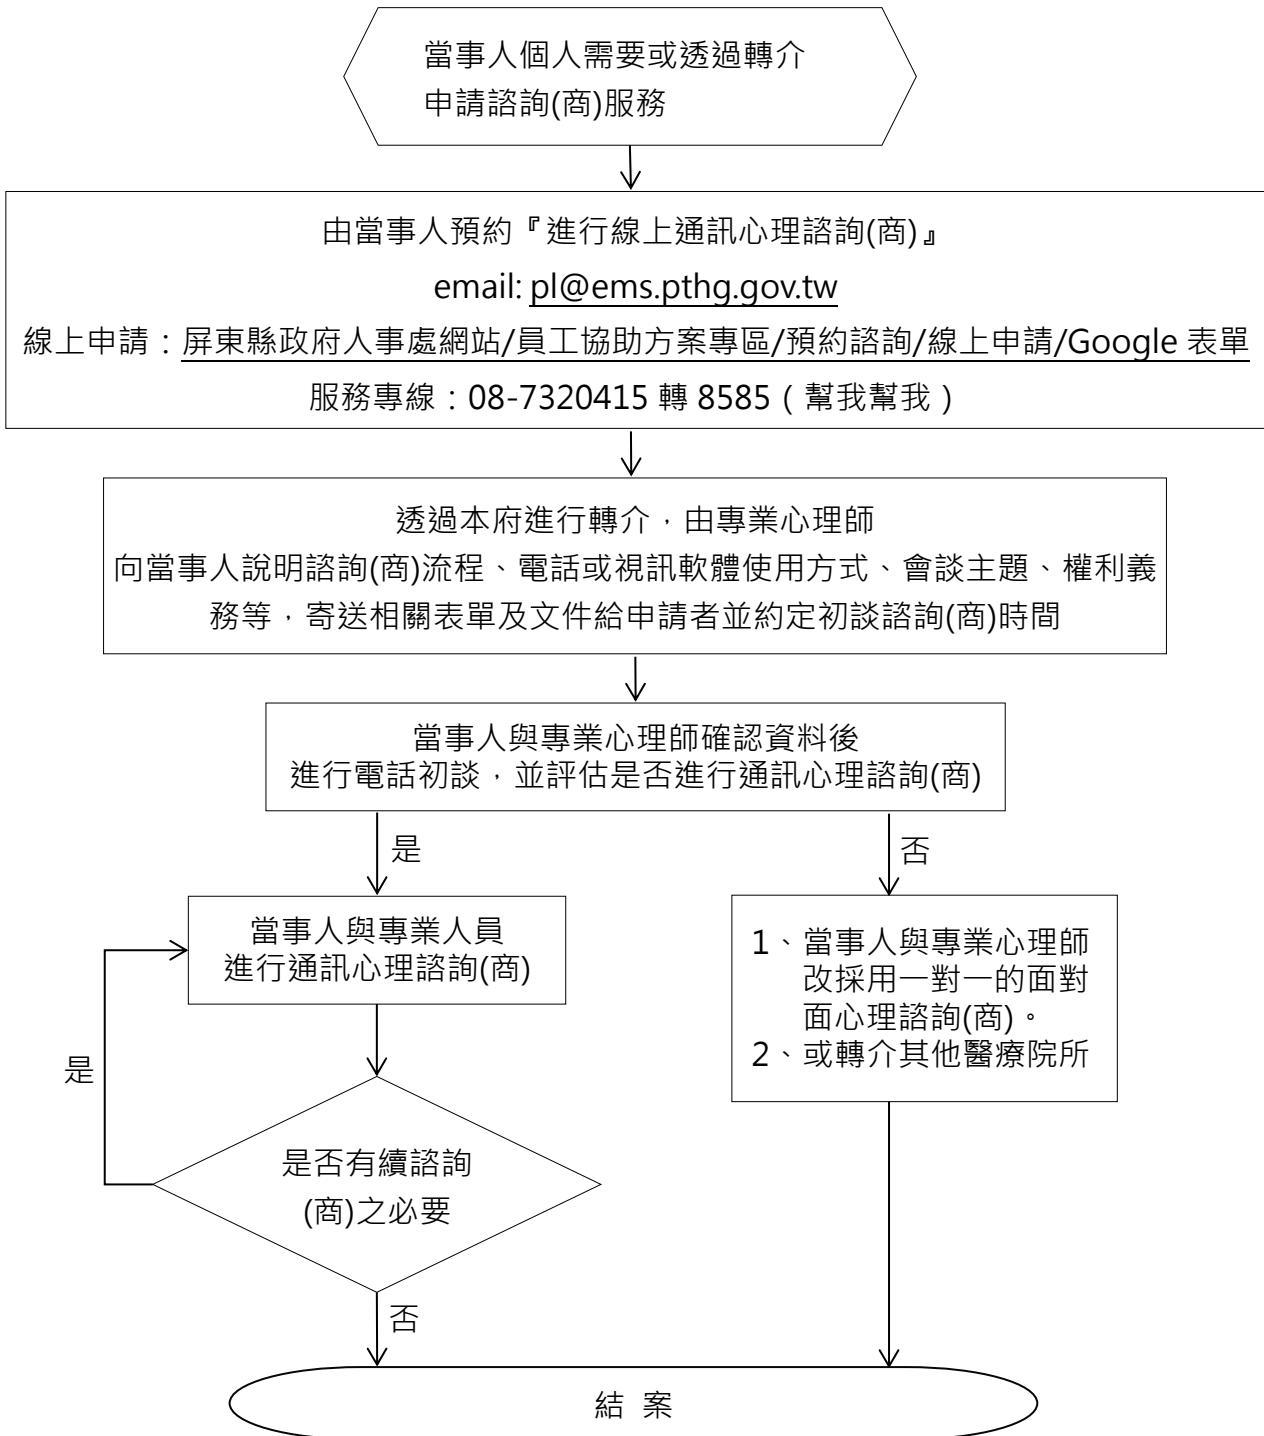 當事人個人需要或透過轉介
申請諮詢(商)服務
由當事人預約『進行線上通訊心理諮詢(商)』
email: pl@ems.pthg.gov.tw
線上申請：屏東縣政府人事處網站/員工協助方案專區/預約諮詢/線上申請/Google 表單
服務專線：08-7320415 轉 8585（幫我幫我）
透過本府進行轉介，由專業心理師
向當事人說明諮詢(商)流程、電話或視訊軟體使用方式、會談主題、權利義
務等，寄送相關表單及文件給申請者並約定初談諮詢(商)時間
當事人與專業心理師確認資料後
進行電話初談，並評估是否進行通訊心理諮詢(商)
是
否
當事人與專業人員
進行通訊心理諮詢(商)
1、當事人與專業心理師
改採用一對一的面對
面心理諮詢(商)。
2、或轉介其他醫療院所
是
是否有續諮詢
(商)之必要
否
結 案